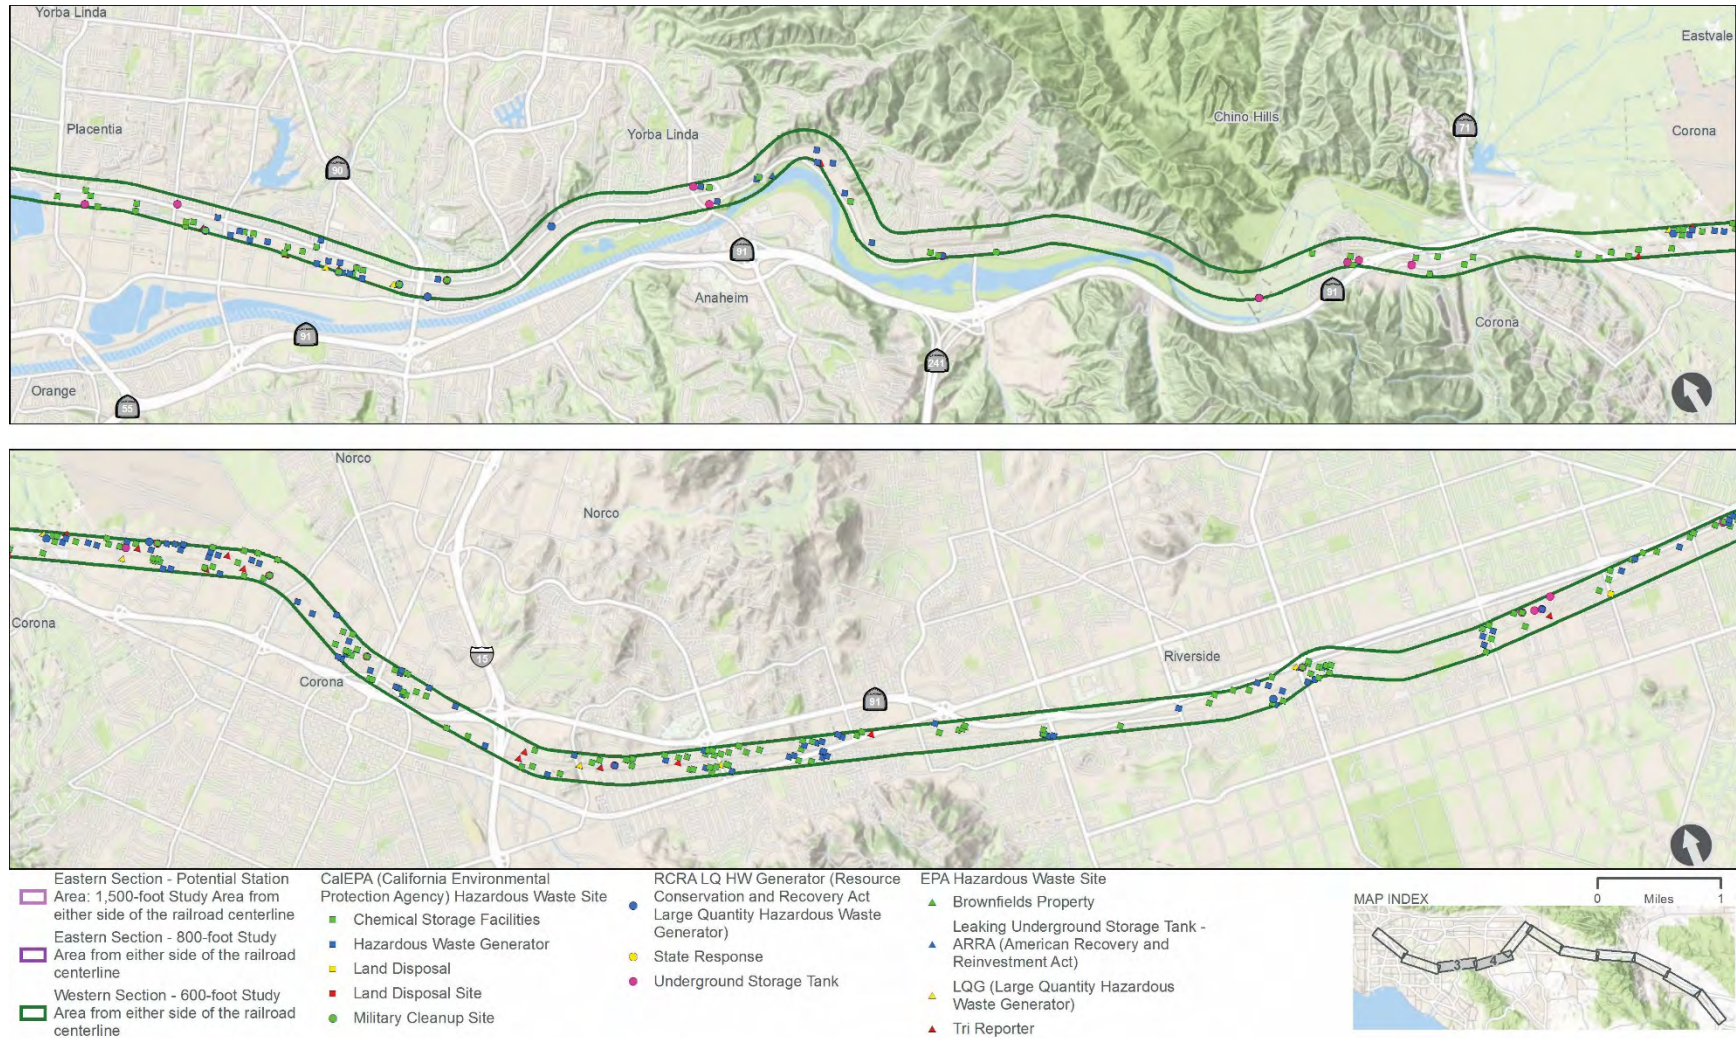 Yorba Linda
Eastvale
Chino Hills
71
Placentia
Yorba Linda
Corona
90
91
Anaheim
91
Corona
91
241
Orange
55
Norco
Norco
Corona
15
Riverside
Corona
91
Eastern Section - Potential Station
Area: 1,500-foot Study Area from
either side of the railroad centerline
Eastern Section - 800-foot Study
Area from either side of the railroad
centerline
Western Section - 600-foot Study
Area from either side of the railroad
centerline
CalEPA (California Environmental
Protection Agency) Hazardous Waste Site
Chemical Storage Facilities
Hazardous Waste Generator
Land Disposal
Land Disposal Site
Military Cleanup Site
RCRA LQ HW Generator (Resource
Conservation and Recovery Act
Large Quantity Hazardous Waste
Generator)
State Response
Underground Storage Tank
EPA Hazardous Waste Site
Brownfields Property
Leaking Underground Storage Tank -
ARRA (American Recovery and
Reinvestment Act)
LQG (Large Quantity Hazardous
Waste Generator)
Tri Reporter
0 Miles 1
MAP INDEX
3 4